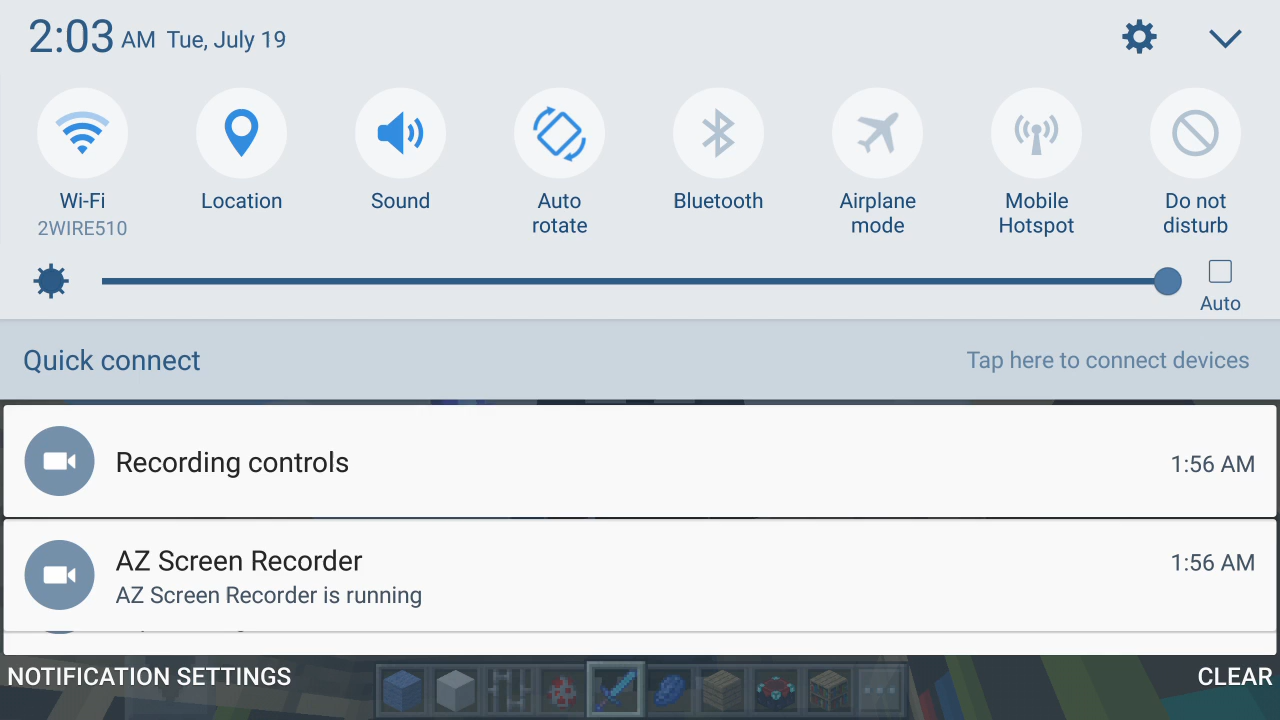 2:03 AM Tue, July 19
Wi-Fi
2WIRE510
Location
Sound
Auto
rotate
Bluetooth
Airplane
mode
Mobile
Hotspot
Do not
disturb
Auto
Quick connect Tap here to connect devices
Recording controls 1:56 AM
AZ Screen Recorder 1:56 AM
AZ Screen Recorder is running
NOTIFICATION SETTINGS CLEAR